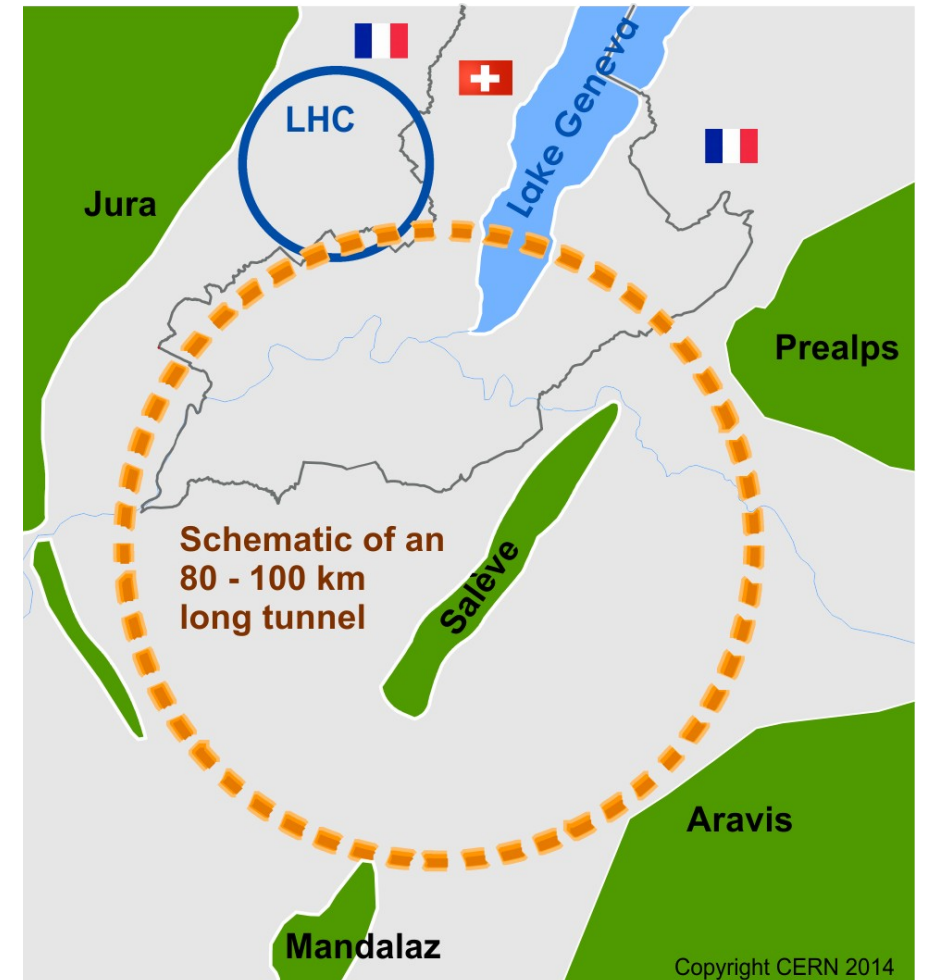 LHC
Lake Geneva
Jura
Prealps
Schematic of an
80 - 100 km
long tunnel
Salève
Aravis
Mandalaz
Copyright CERN 2014